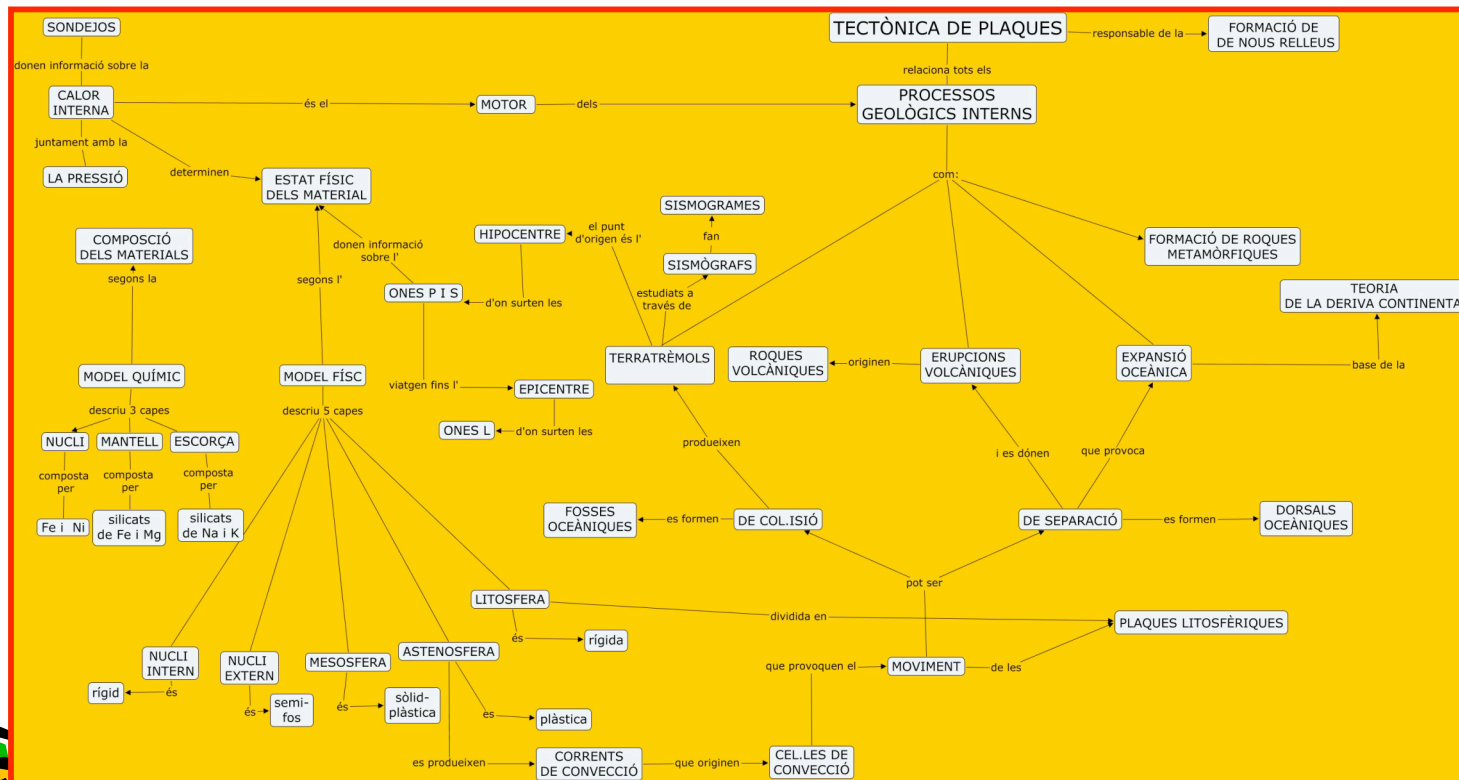 SONDEJOS
donen informació sobre la
CALOR
INTERNA
juntament amb la
LA PRESSIÓ
és el
MOTOR
dels
determinen
ESTAT FÍSIC
DELS MATERIAL
TECTÒNICA DE PLAQUES
responsable de la
FORMACIÓ DE
DE NOUS RELLEUS
relaciona tots els
PROCESSOS
GEOLÒGICS INTERNS
com:
COMPOSCIÓ
DELS MATERIALS
segons la
MODEL QUÍMIC
descriu 3 capes
NUCLI
MANTELL
ESCORÇA
composta
per
composta
per
composta
per
Fe i Ni
silicats
de Fe i Mg
silicats
de Na i K
segons l'
MODEL FÍSC
descriu 5 capes
donen informació
sobre l'
ONES P I S
HIPOCENTRE
el punt
d'origen és l'
d'on surten les
viatgen fins l'
EPICENTRE
d'on surten les
ONES L
SISMOGRAMES
fan
SISMÒGRAFS
estudiats a
través de
TERRATRÈMOLS
ROQUES
VOLCÀNIQUES
originen
ERUPCIONS
VOLCÀNIQUES
EXPANSIÓ
OCEÀNICA
FORMACIÓ DE ROQUES
METAMÒRFIQUES
TEORIA
DE LA DERIVA CONTINENTA
base de la
produeixen
i es dónen
que provoca
FOSSES
OCEÀNIQUES
es formen
DE COL.ISIÓ
DE SEPARACIÓ
es formen
DORSALS
OCEÀNIQUES
pot ser
LITOSFERA
dividida en
PLAQUES LITOSFÈRIQUES
és
rígida
NUCLI
INTERN
és
rígid
NUCLI
EXTERN
és
semi-
fos
MESOSFERA
és
sòlid-
plàstica
ASTENOSFERA
es
plàstica
que provoquen el
MOVIMENT
de les
es produeixen
CORRENTS
DE CONVECCIÓ
que originen
CEL.LES DE
CONVECCIÓ